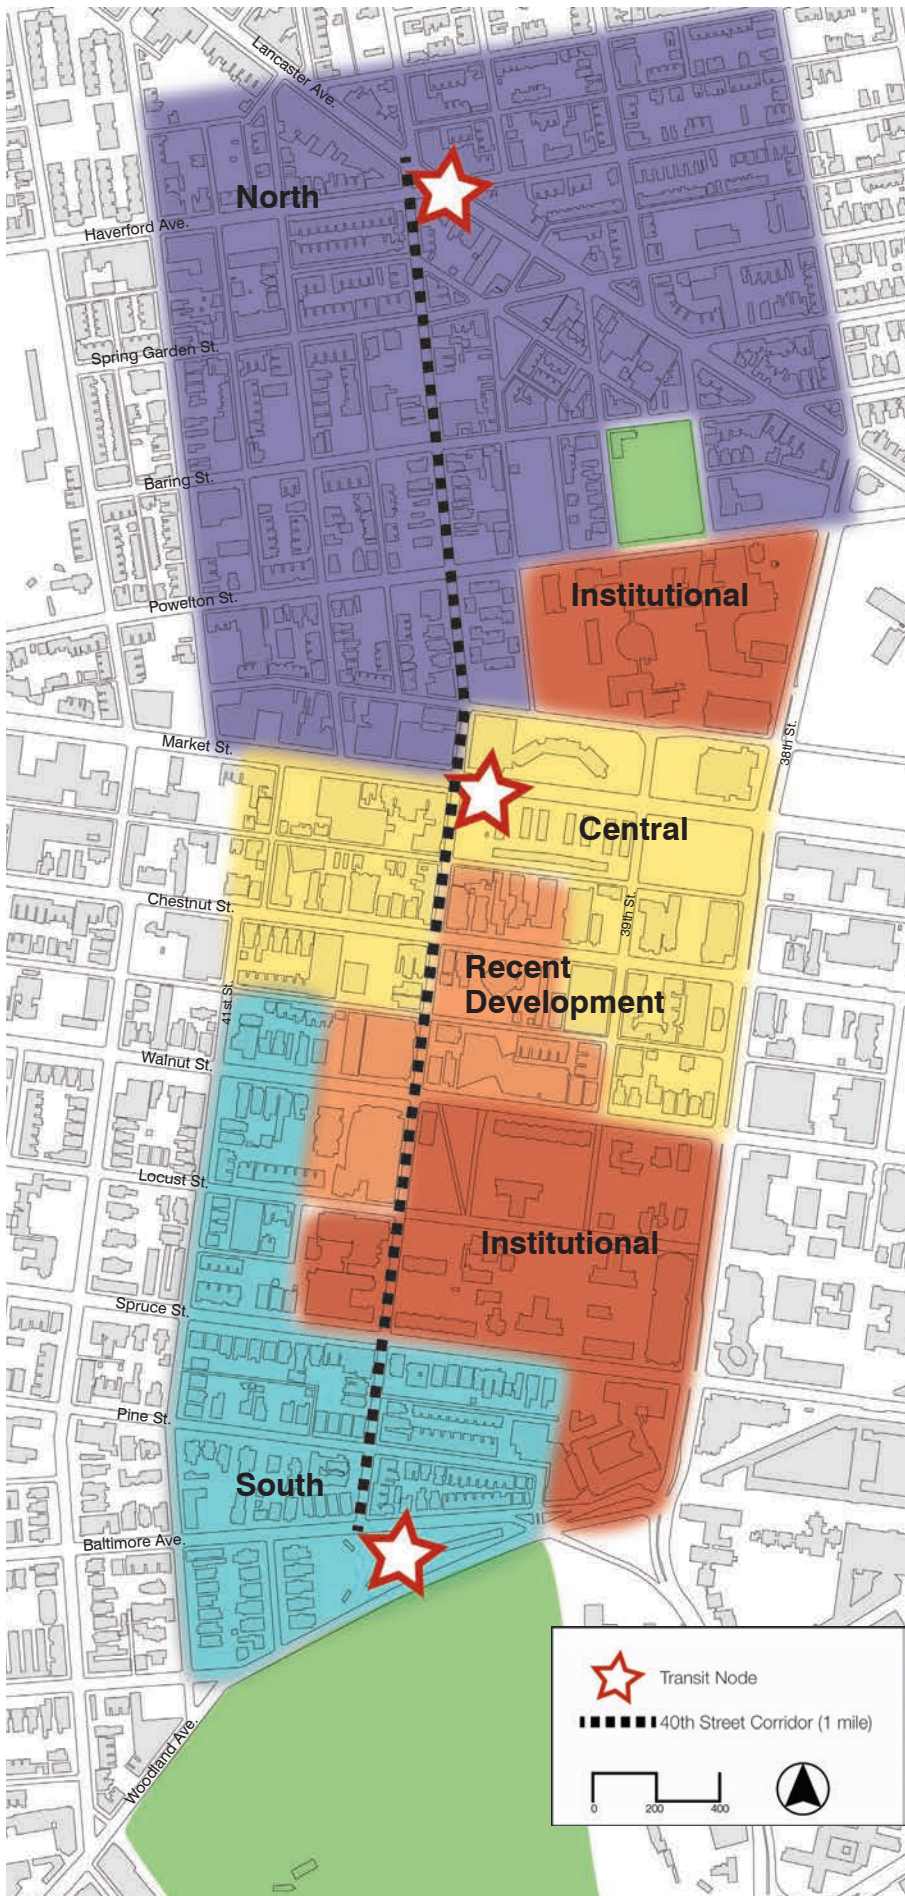 Lancaster Ave.
North
Haverford Ave.
Spring Garden St.
Baring St.
Institutional
Powelton St.
Market St.
38th St.
Central
Chestnut St.
39th St.
Recent
Development
41st St.
Walnut St.
Locust St.
Institutional
Spruce St.
Pine St.
South
Baltimore Ave.
Woodland Ave.
Transit Node
40th Street Corridor (1 mile)
0 200 400